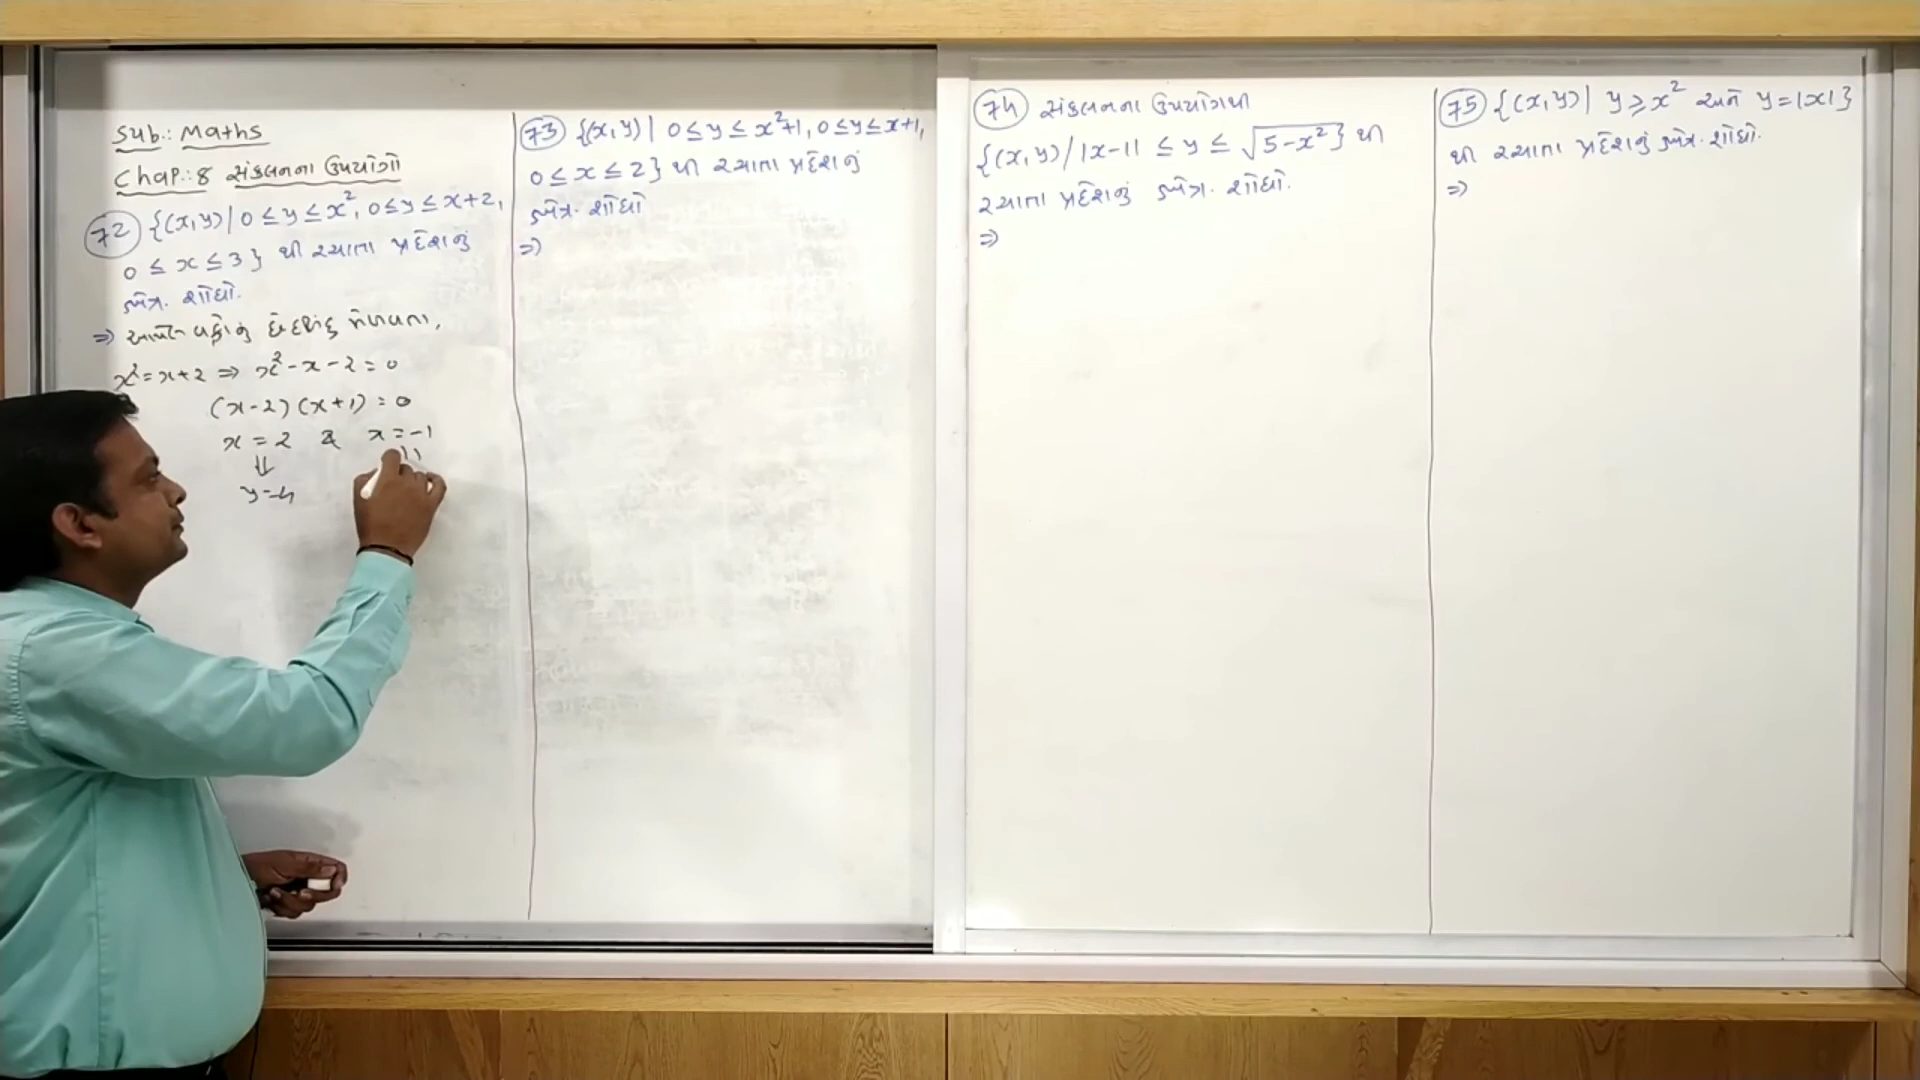 Sub.: Maths
Chap.: 8 સંકલનના ઉપયોગો
72 {(x,y) | 0 ≤ y ≤ x², 0 ≤ y ≤ x+2,
0 ≤ x ≤ 3} થી રચાતા પ્રદેશનું
ક્ષેત્ર. શોધો.
⇒ આપેલ વક્રોનું છેદબિંદુ મેળવતા,
x² = x+2 ⇒ x² - x - 2 = 0
(x-2) (x+1) = 0
x = 2 & x = -1
⇓
y = 4
73 {(x,y) | 0 ≤ y ≤ x²+1, 0 ≤ y ≤ x+1,
0 ≤ x ≤ 2} થી રચાતા પ્રદેશનું
ક્ષેત્ર. શોધો
⇒
74 સંકલનના ઉપયોગથી
{(x,y) / |x-1| ≤ y ≤ √5-x²} થી
રચાતા પ્રદેશનું ક્ષેત્ર. શોધો.
⇒
75 {(x,y) | y ≥ x² અને y = |x|}
થી રચાતા પ્રદેશનું ક્ષેત્ર. શોધો.
⇒